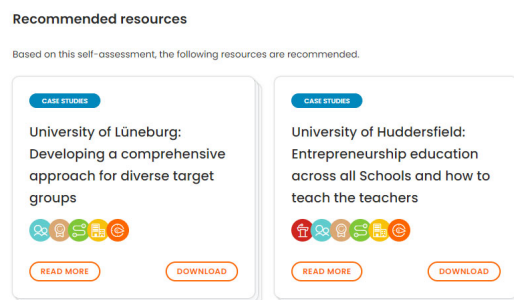 Recommended resources
Based on this self-assessment, the following resources are recommended.
CASE STUDIES
University of Lüneburg:
Developing a comprehensive
approach for diverse target
groups
READ MORE
DOWNLOAD
CASE STUDIES
University of Huddersfield:
Entrepreneurship education
across all Schools and how to
teach the teachers
READ MORE
DOWNLOAD